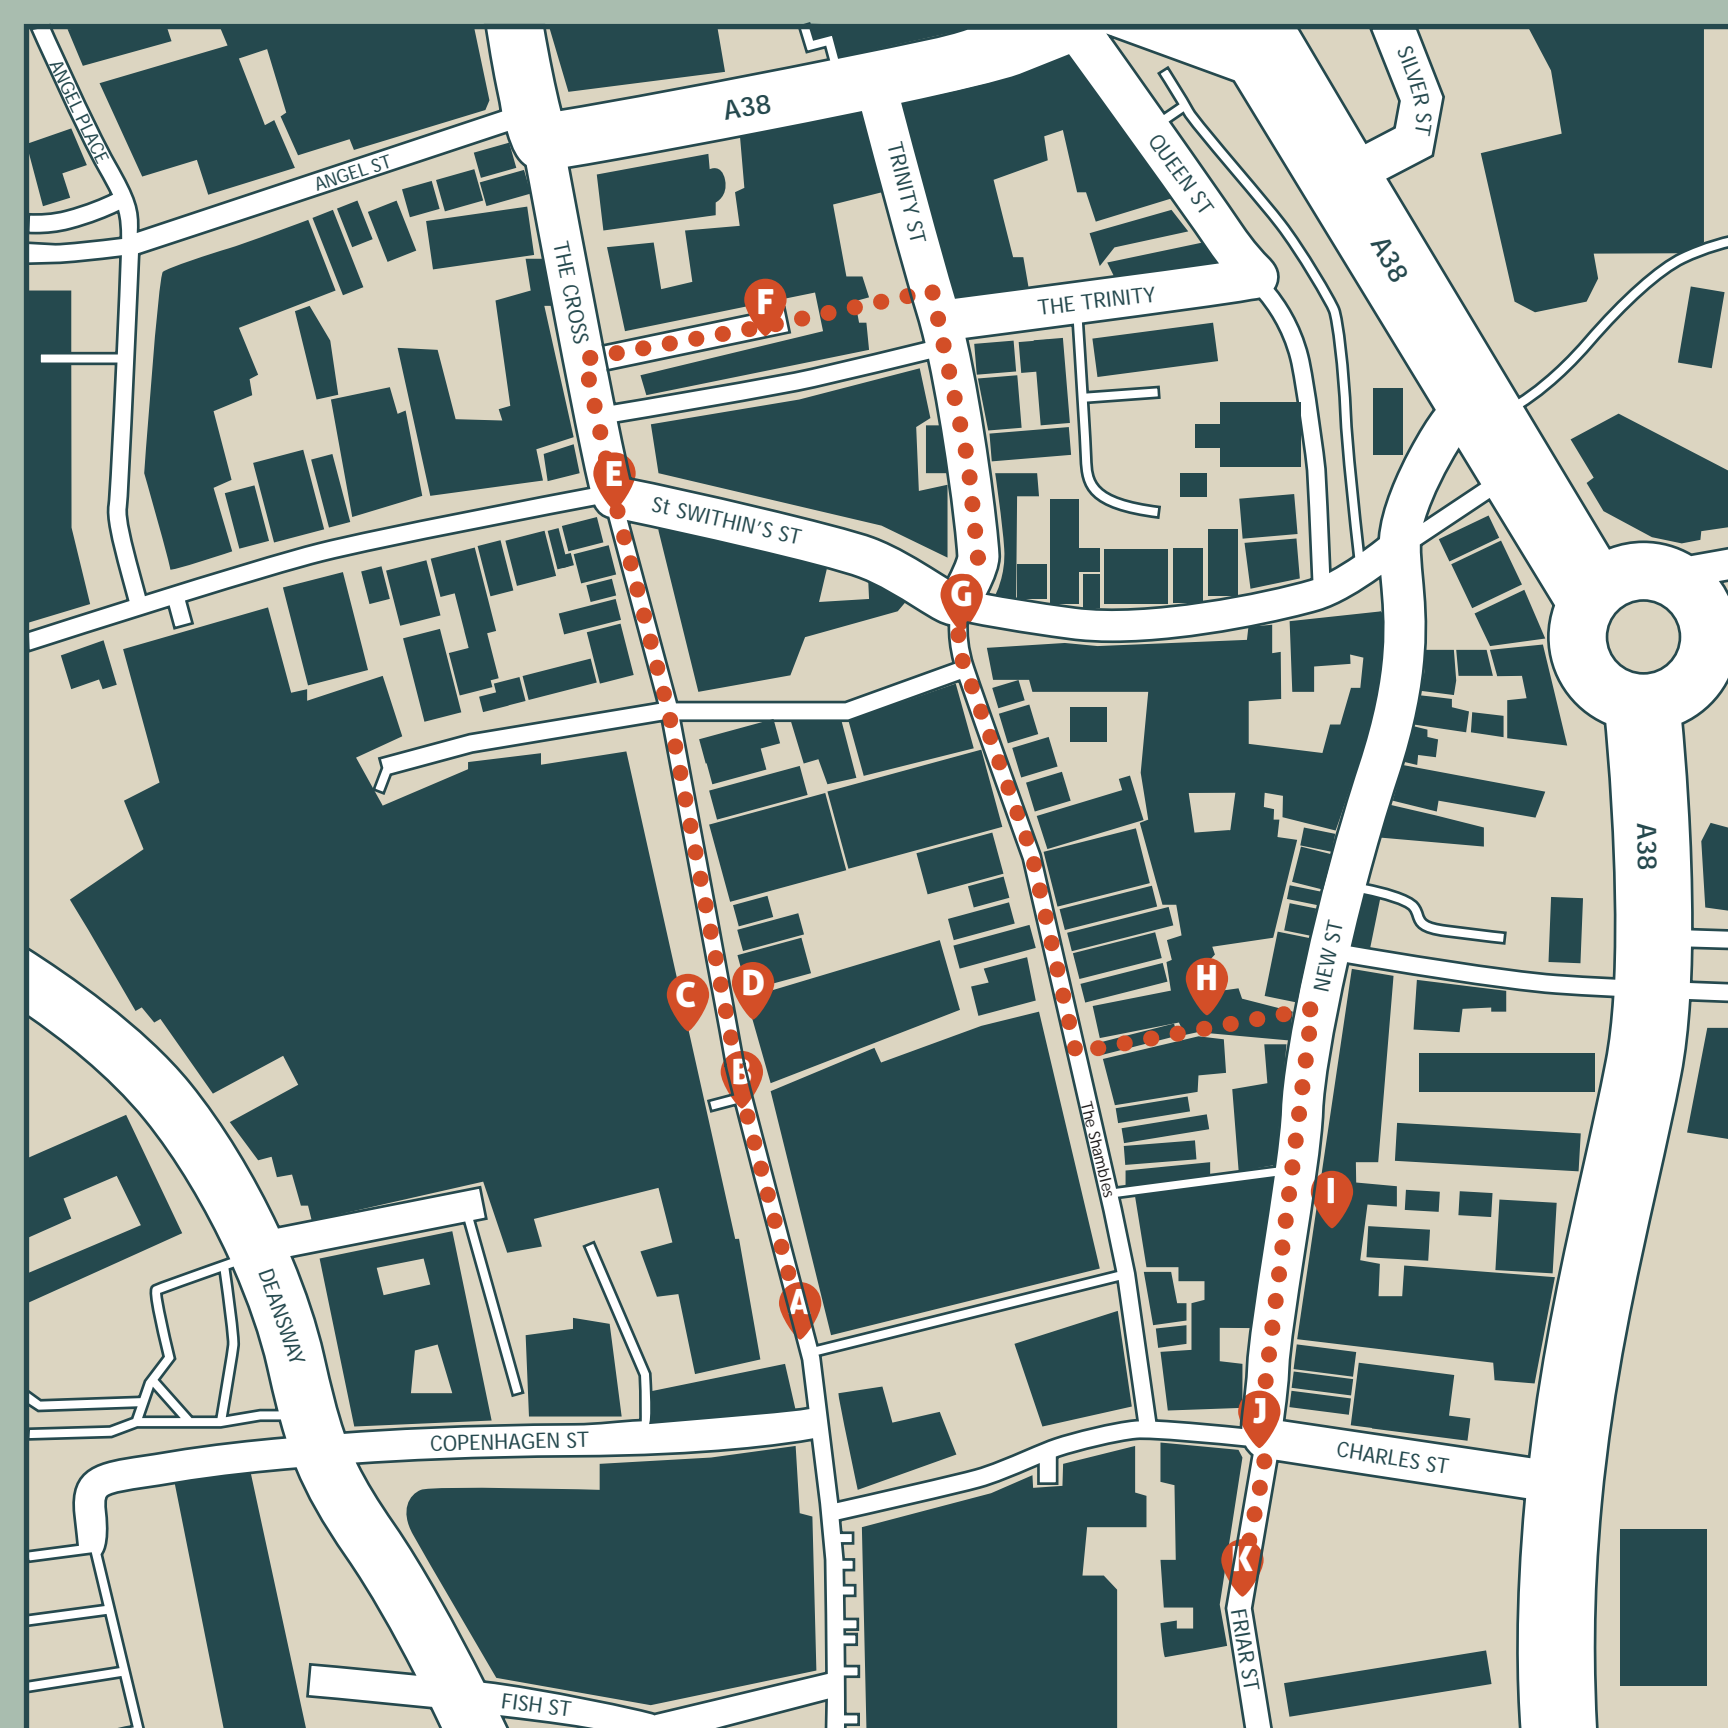 ANGEL PLACE
ANGEL ST
A38
SILVER ST
QUEEN ST
TRINITY ST
A38
THE CROSS
THE TRINITY
F
E
St SWITHIN'S ST
G
A38
NEW ST
H
D
C
B
The Shambles
I
A
DEANSWAY
J
COPENHAGEN ST
CHARLES ST
K
FRIAR ST
FISH ST